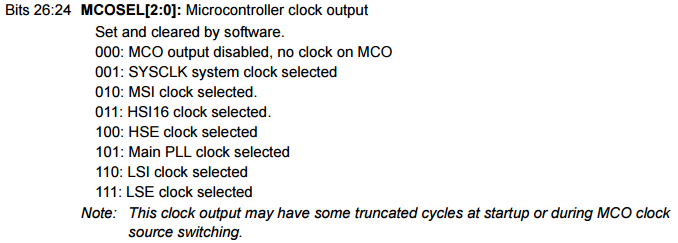 Bits 26:24 MCOSEL[2:0]: Microcontroller clock output
Set and cleared by software.
000: MCO output disabled, no clock on MCO
001: SYSCLK system clock selected
010: MSI clock selected.
011: HSI16 clock selected.
100: HSE clock selected
101: Main PLL clock selected
110: LSI clock selected
111: LSE clock selected
Note: This clock output may have some truncated cycles at startup or during MCO clock
source switching.